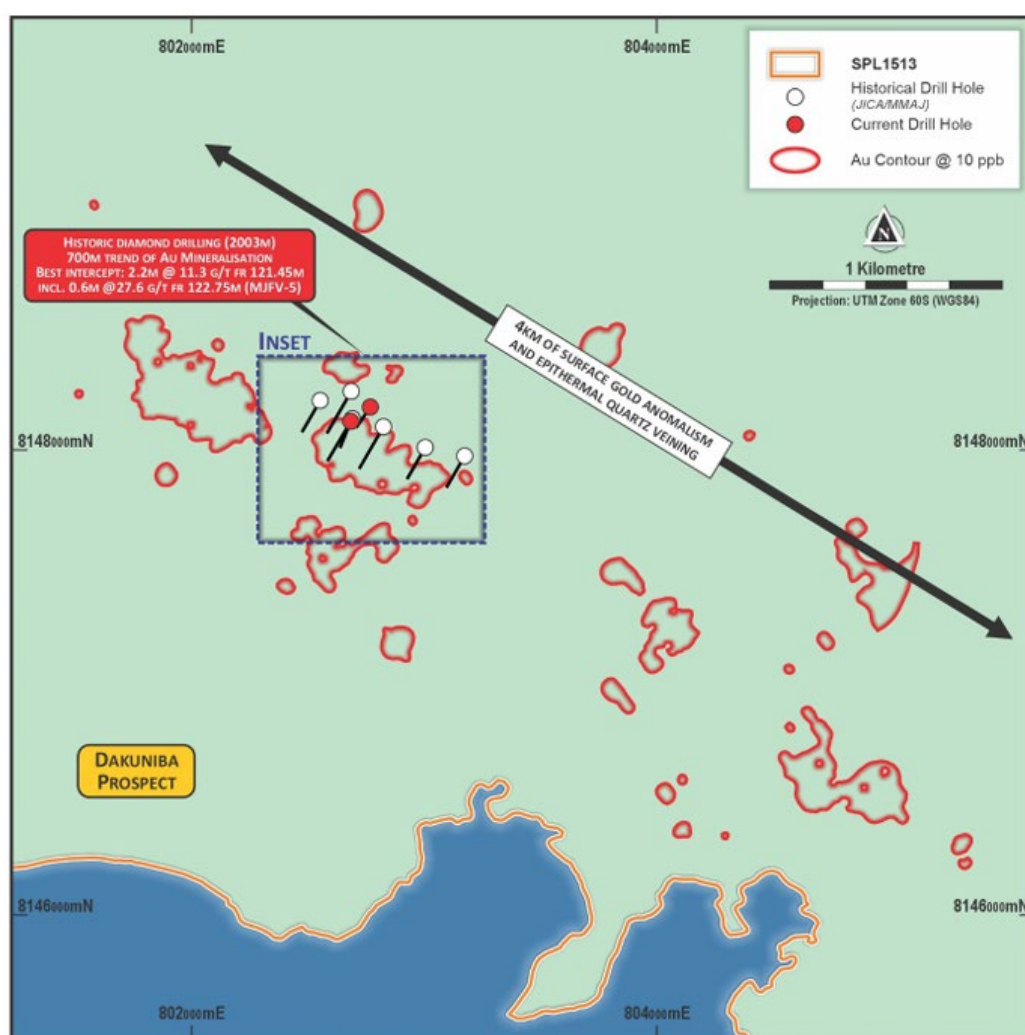 802000mE
804000mE
SPL1513
Historical Drill Hole
(JICA/MMAJ)
Current Drill Hole
Au Contour @ 10 ppb
N
1 Kilometre
Projection: UTM Zone 60S (WGS84)
HISTORIC DIAMOND DRILLING (2003M)
700M TREND OF AU MINERALISATION
BEST INTERCEPT: 2.2M @ 11.3 G/T FR 121.45M
INCL. 0.6M @27.6 G/T FR 122.75M (MJFV-5)
INSET
4KM OF SURFACE GOLD ANOMALISM
AND EPITHERMAL QUARTZ VEINING
8148000mN
8148000mN
DAKUNIBA
PROSPECT
8146000mN
8146000mN
802000mE
804000mE